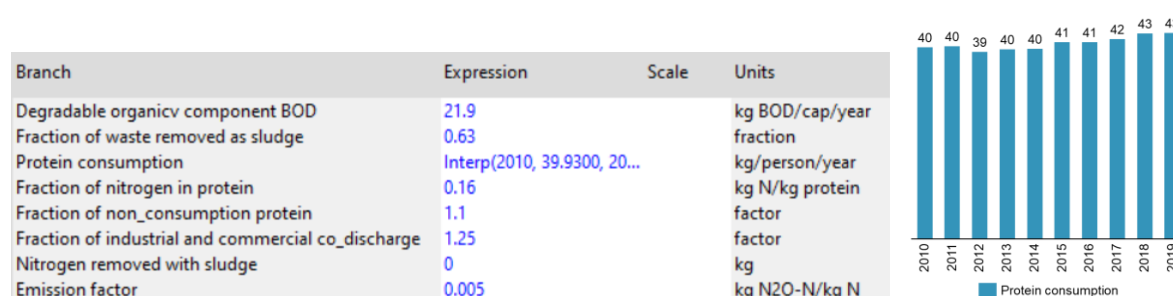 Branch Expression Scale Units
Degradable organicv component BOD 21.9 kg BOD/cap/year
Fraction of waste removed as sludge 0.63 fraction
Protein consumption Interp(2010, 39.9300, 20... kg/person/year
Fraction of nitrogen in protein 0.16 kg N/kg protein
Fraction of non_consumption protein 1.1 factor
Fraction of industrial and commercial co_discharge 1.25 factor
Nitrogen removed with sludge 0 kg
Emission factor 0.005 kg N2O-N/kg N
40 40 39 40 40 41 41 42 43
2010 2011 2012 2013 2014 2015 2016 2017 2018 2019
Protein consumption